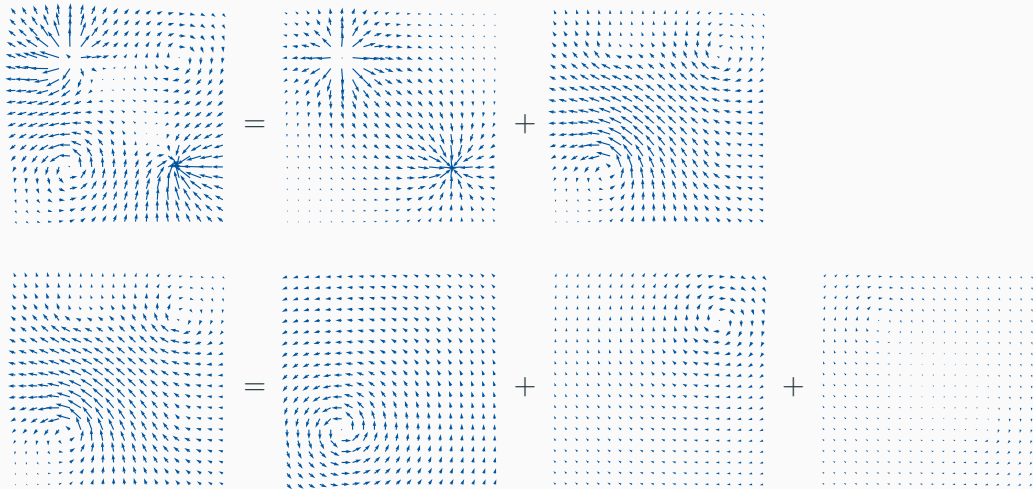 = +
= + +